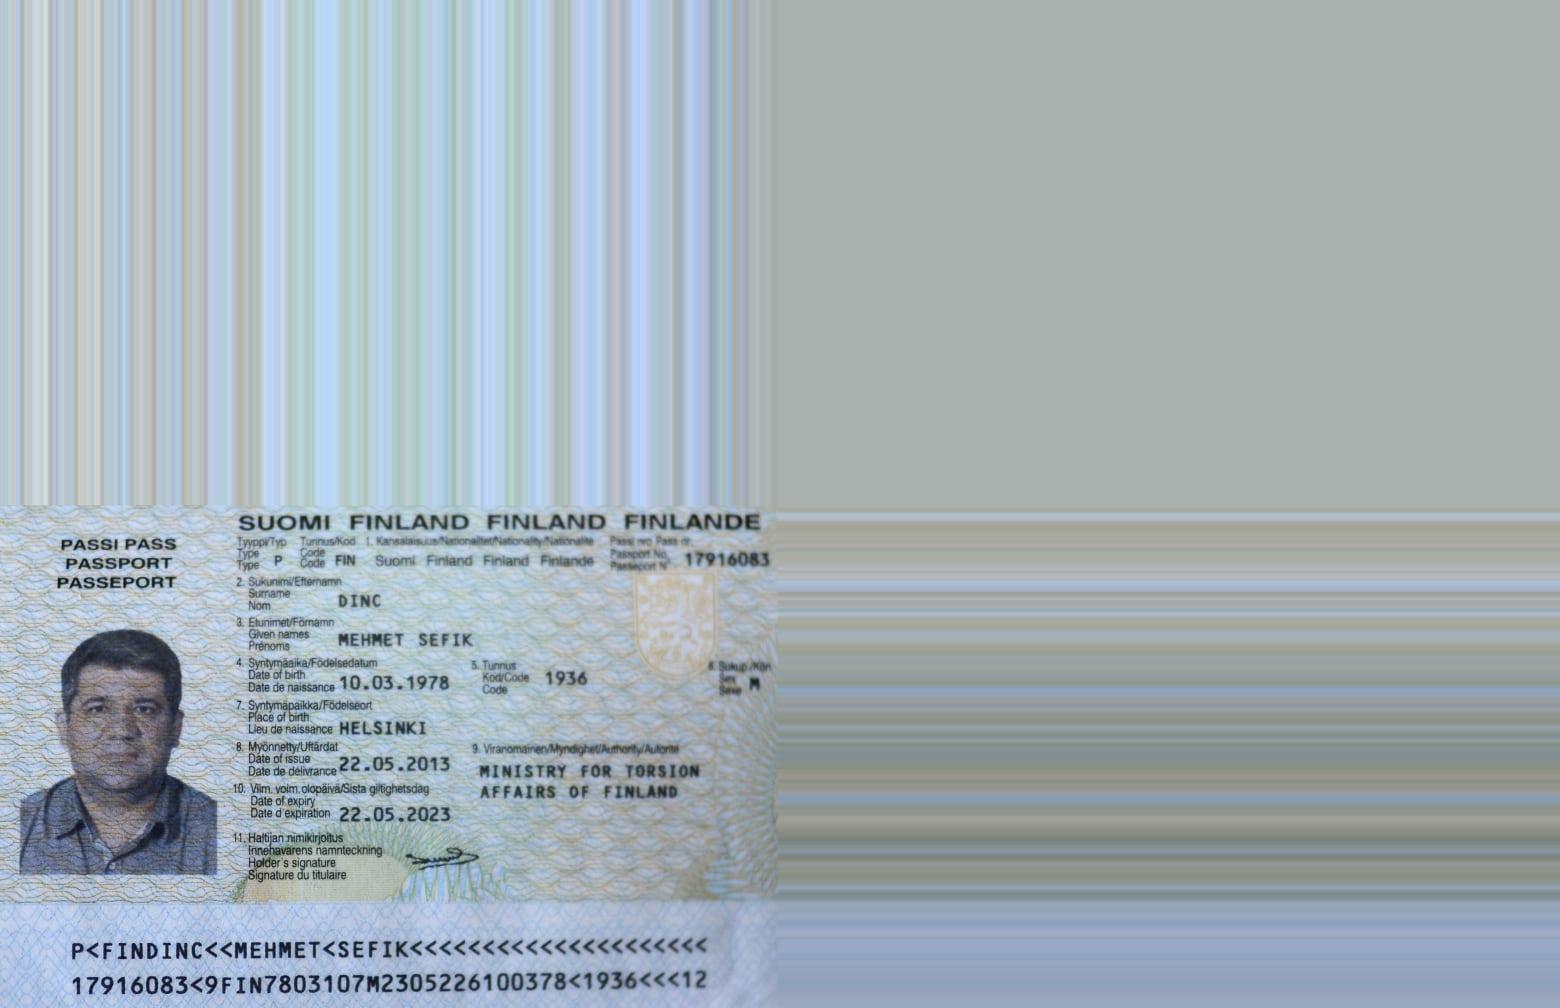 SUOMI FINLAND FINLAND FINLANDE
PASSI PASS
PASSPORT
PASSEPORT
Tyyppi/Typ
Type
Type
P
Tunnus/Kod
Code
Code
FIN
1. Kansalaisuus/Nationalitet/Nationality/Nationalité
Suomi Finland Finland Finlande
Passi nro Pass nr.
Passport No.
Passeport N°
17916083
2. Sukunimi/Efternamn
Surname
Nom
DINC
3. Etunimet/Förnamn
Given names
Prénoms
MEHMET SEFIK
4. Syntymäaika/Födelsedatum
Date of birth
Date de naissance 10.03.1978
5. Tunnus
Kod/Code
Code
1936
6. Sukup./Kön
Sex
Sexe
M
7. Syntymäpaikka/Födelseort
Place of birth
Lieu de naissance HELSINKI
8. Myönnetty/Utfärdat
Date of issue
Date de délivrance 22.05.2013
9. Viranomainen/Myndighet/Authority/Autorité
MINISTRY FOR TORSION
AFFAIRS OF FINLAND
10. Viim. voim.olopäivä/Sista giltighetsdag
Date of expiry
Date d'expiration 22.05.2023
11. Haltijan nimikirjoitus
Innehavarens namnteckning
Holder's signature
Signature du titulaire
P<FINDINC<<MEHMET<SEFIK<<<<<<<<<<<<<<<<<<<<<
17916083<9FIN7803107M2305226100378<1936<<<12